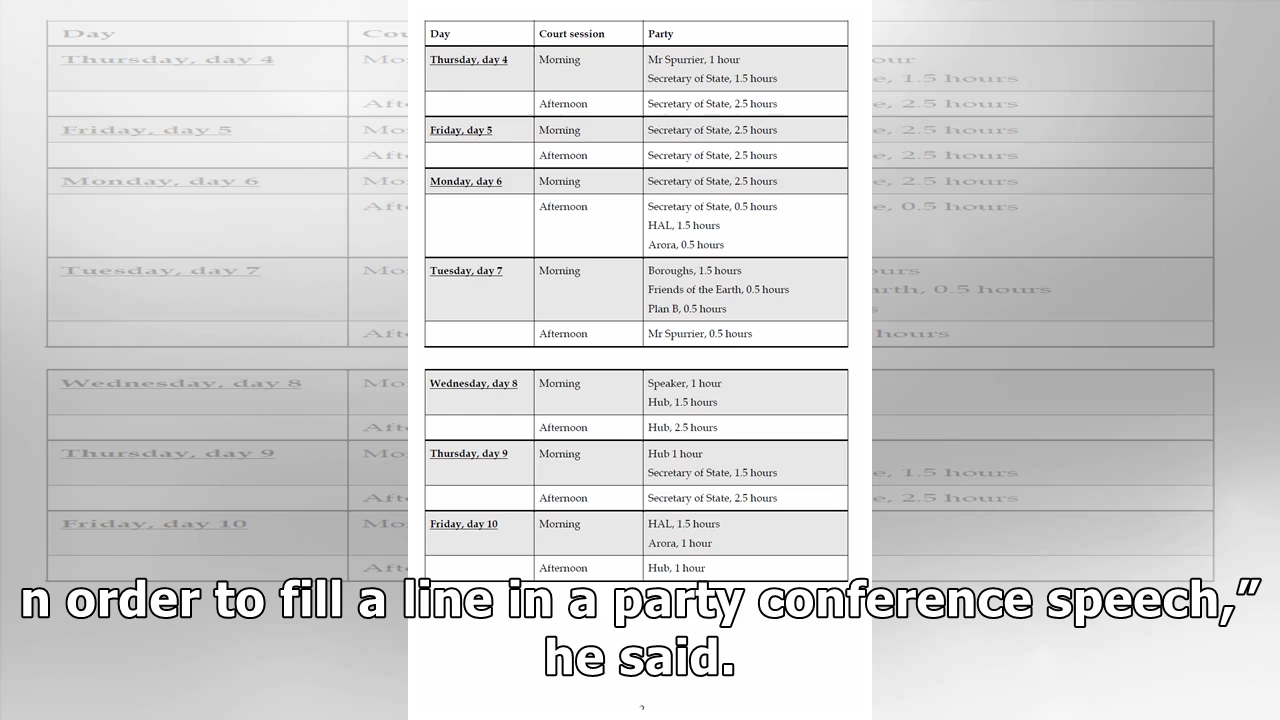 Day Court session Party
Thursday, day 4 Morning Mr Spurrier, 1 hour
Secretary of State, 1.5 hours
Afternoon Secretary of State, 2.5 hours
Friday, day 5 Morning Secretary of State, 2.5 hours
Afternoon Secretary of State, 2.5 hours
Monday, day 6 Morning Secretary of State, 2.5 hours
Afternoon Secretary of State, 0.5 hours
HAL, 1.5 hours
Arora, 0.5 hours
Tuesday, day 7 Morning Boroughs, 1.5 hours
Friends of the Earth, 0.5 hours
Plan B, 0.5 hours
Afternoon Mr Spurrier, 0.5 hours
Wednesday, day 8 Morning Speaker, 1 hour
Hub, 1.5 hours
Afternoon Hub, 2.5 hours
Thursday, day 9 Morning Hub 1 hour
Secretary of State, 1.5 hours
Afternoon Secretary of State, 2.5 hours
Friday, day 10 Morning HAL, 1.5 hours
Arora, 1 hour
Afternoon Hub, 1 hour
n order to fill a line in a party conference speech,”
he said.